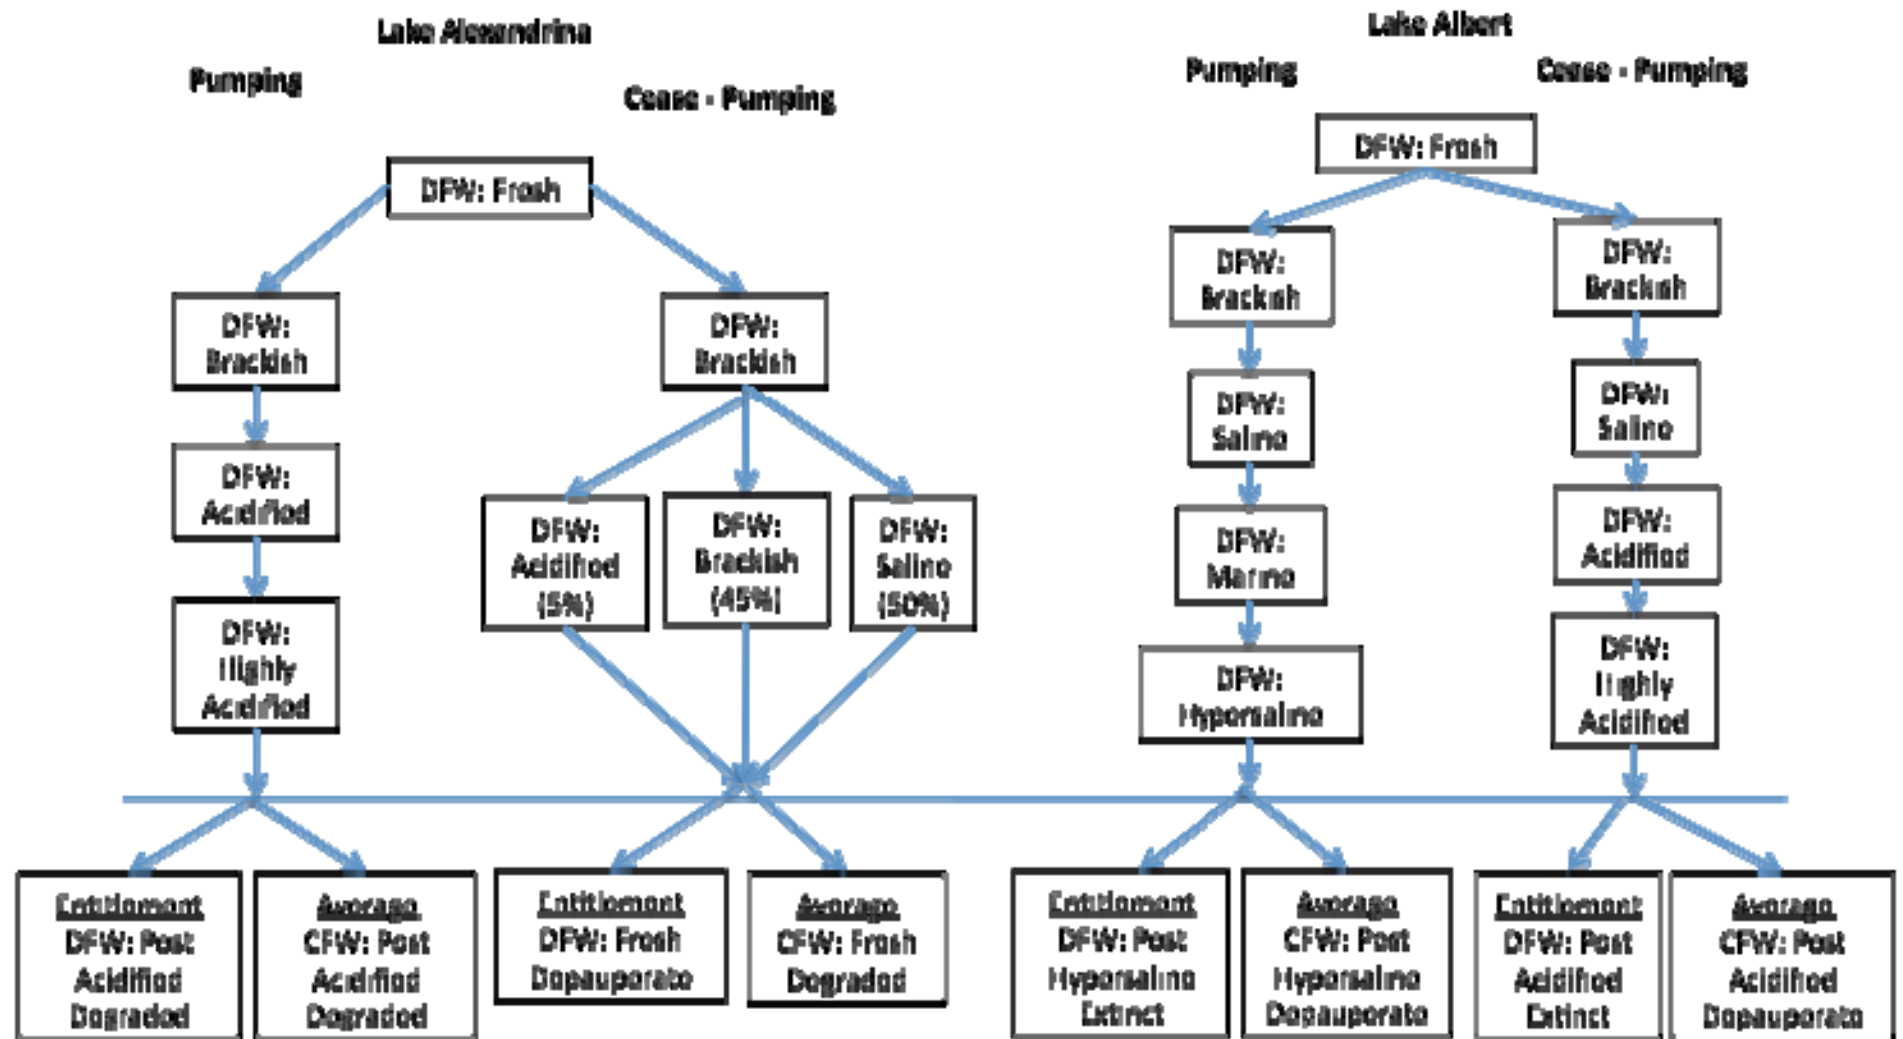 Lake Alexandrina
Pumping
Cease - Pumping
DFW: Fresh
DFW:
Brackish
DFW:
Brackish
DFW:
Acidified
DFW:
Acidified
(5%)
DFW:
Brackish
(45%)
DFW:
Saline
(50%)
DFW:
Highly
Acidified
Entitlement
DFW: Post
Acidified
Degraded
Average
CFW: Post
Acidified
Degraded
Entitlement
DFW: Fresh
Depauperate
Average
CFW: Fresh
Degraded
Lake Albert
Pumping
Cease - Pumping
DFW: Fresh
DFW:
Brackish
DFW:
Brackish
DFW:
Saline
DFW:
Saline
DFW:
Marine
DFW:
Acidified
DFW:
Hypersaline
DFW:
Highly
Acidified
Entitlement
DFW: Post
Hypersaline
Extinct
Average
CFW: Post
Hypersaline
Depauperate
Entitlement
DFW: Post
Acidified
Extinct
Average
CFW: Post
Acidified
Depauperate